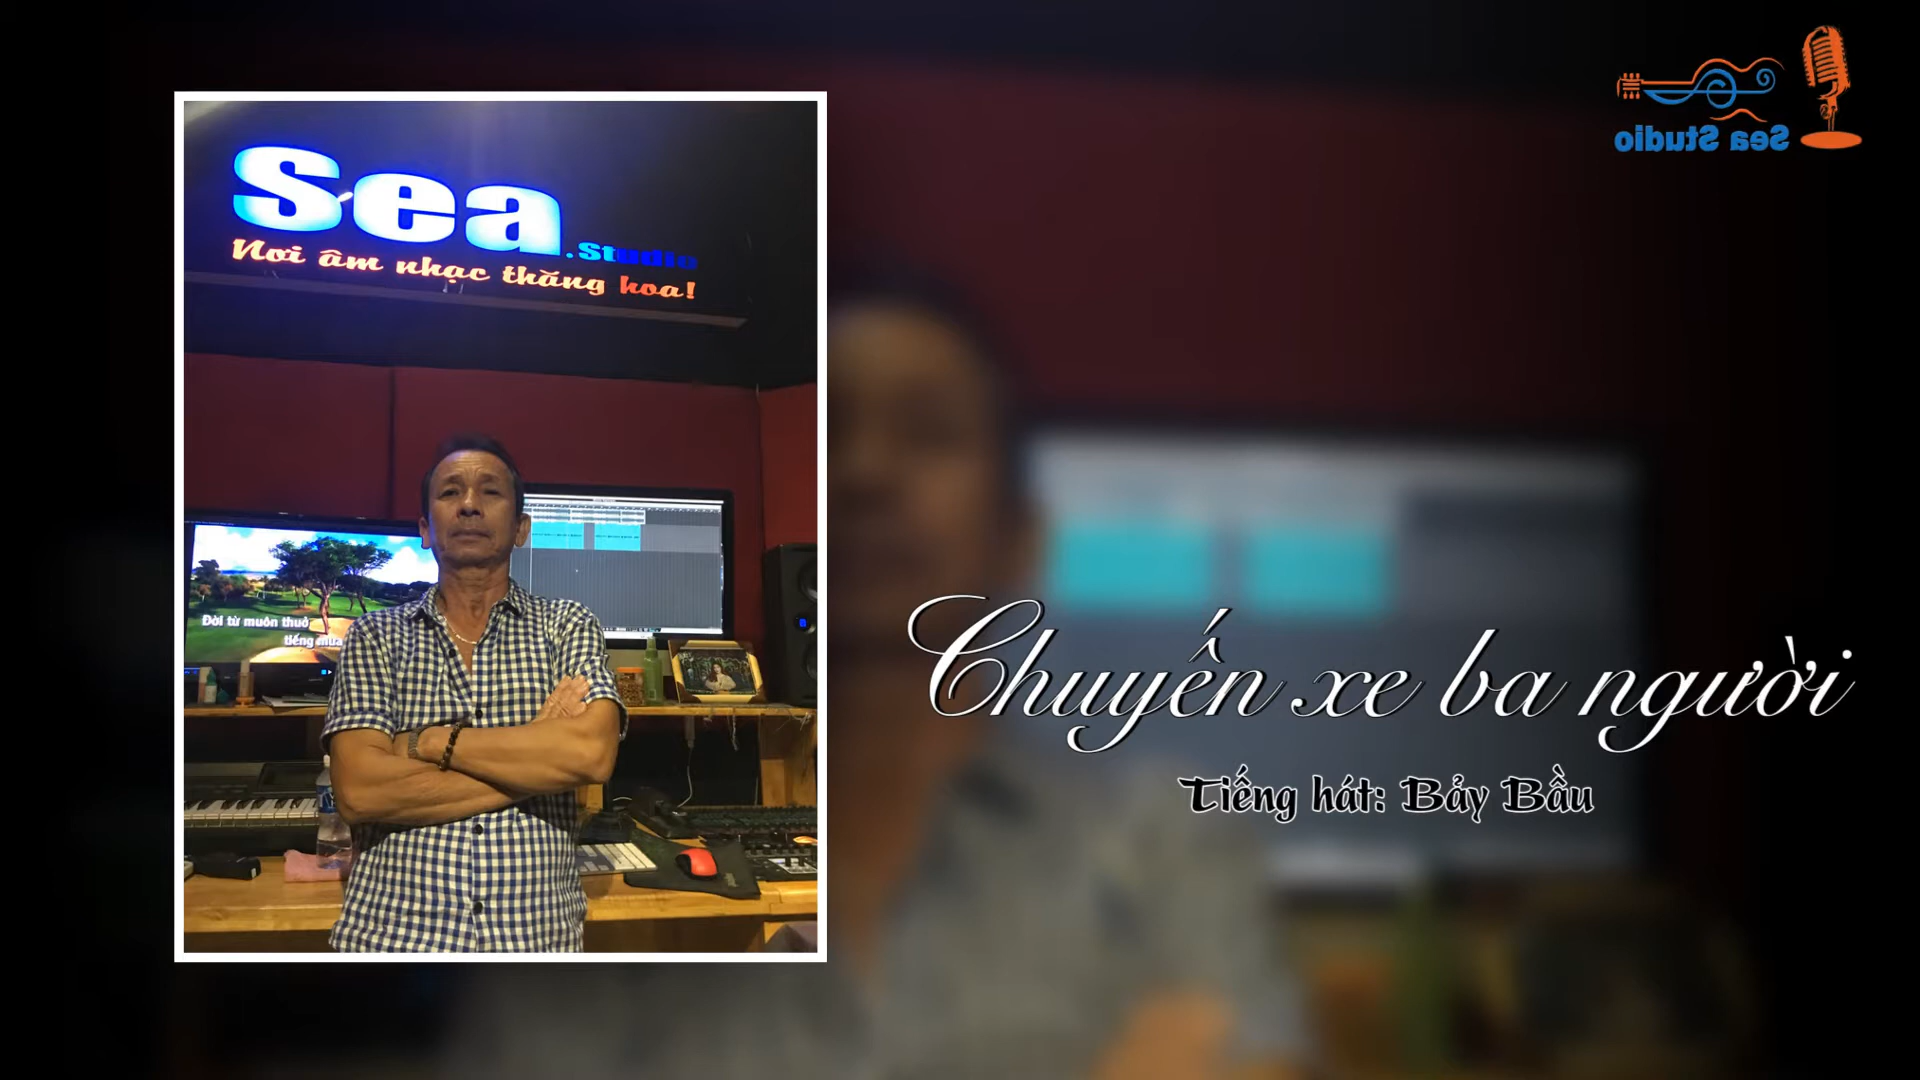 Sea
.Studio
Nơi âm nhạc thăng hoa!
Đời từ muôn thuở
tiếng mưa
Sea Studio
Chuyến xe ba người
Tiếng hát: Bảy Bầu